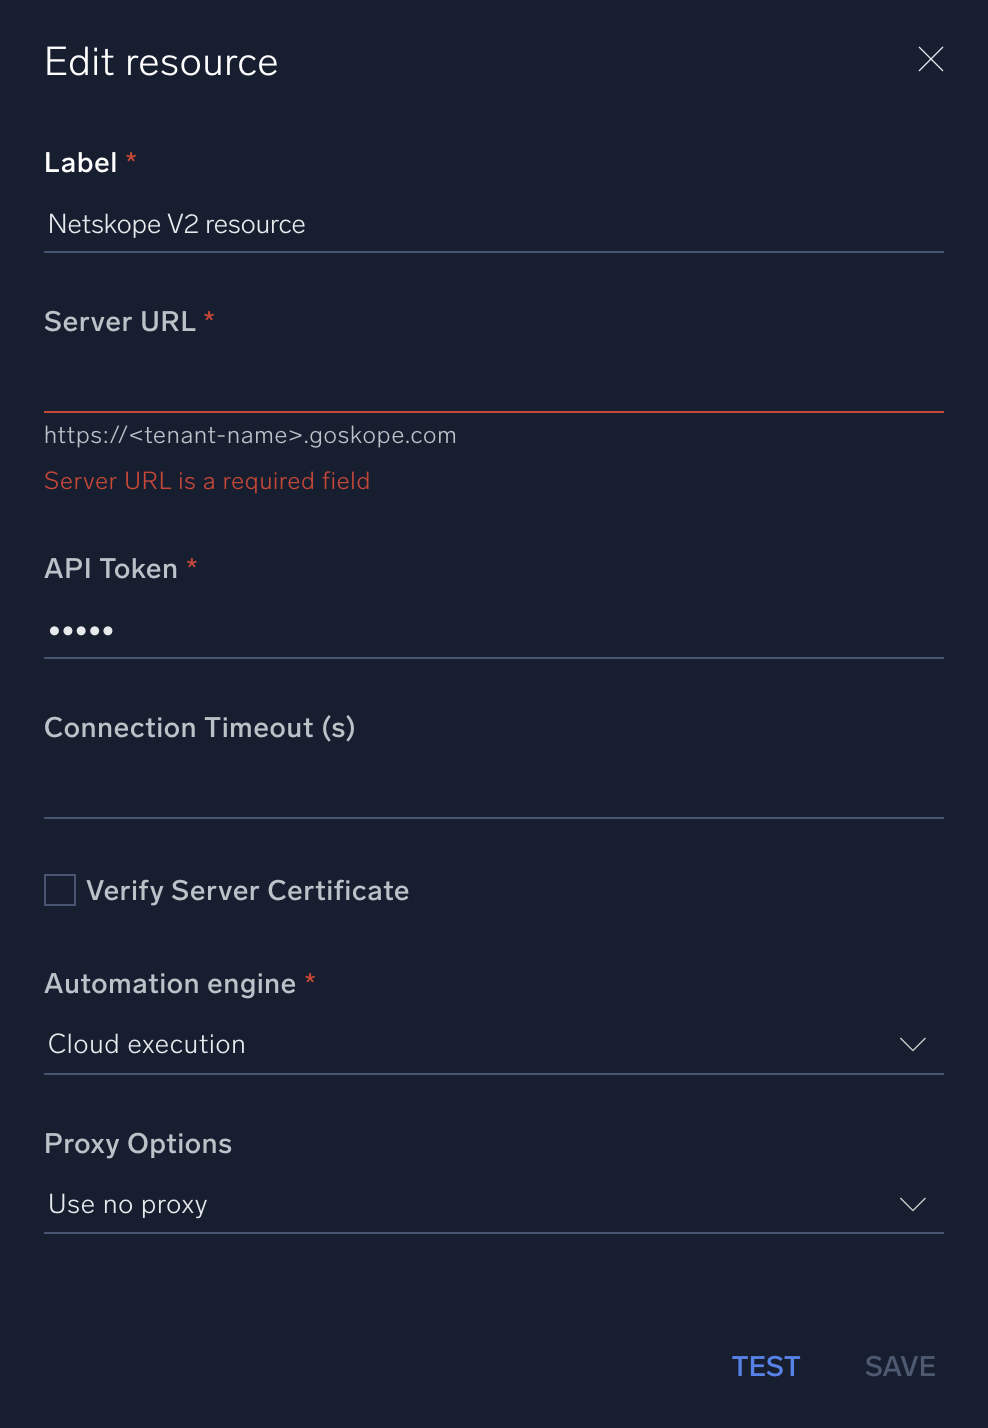 Edit resource
Label *
Netskope V2 resource
Server URL *
https://<tenant-name>.goskope.com
Server URL is a required field
API Token *
•••••
Connection Timeout (s)
Verify Server Certificate
Automation engine *
Cloud execution
Proxy Options
Use no proxy
TEST SAVE